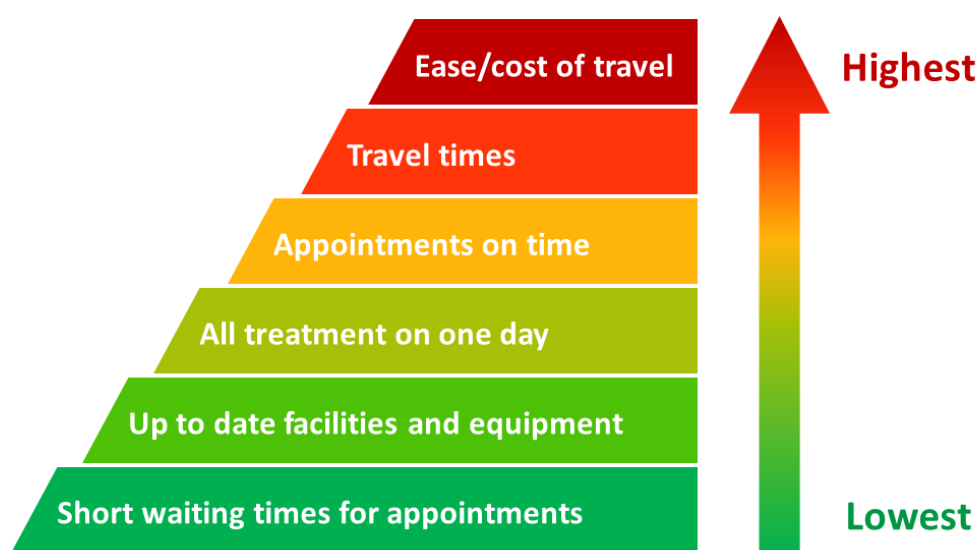 Ease/cost of travel
Highest
Travel times
Appointments on time
All treatment on one day
Up to date facilities and equipment
Short waiting times for appointments
Lowest